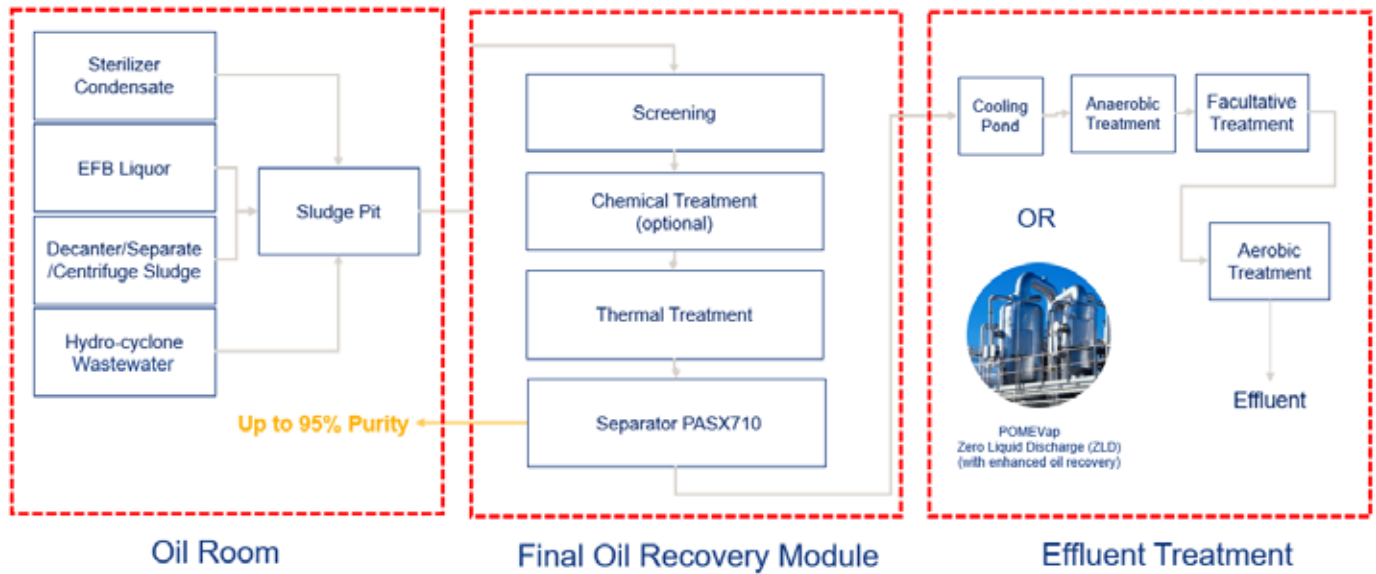 Sterilizer
Condensate
EFB Liquor
Decanter/Separate
/Centrifuge Sludge
Hydro-cyclone
Wastewater
Sludge Pit
Up to 95% Purity
Oil Room
Screening
Chemical Treatment
(optional)
Thermal Treatment
Separator PASX710
Final Oil Recovery Module
Cooling
Pond
Anaerobic
Treatment
Facultative
Treatment
OR
Aerobic
Treatment
POMEVap
Zero Liquid Discharge (ZLD)
(with enhanced oil recovery)
Effluent
Effluent Treatment